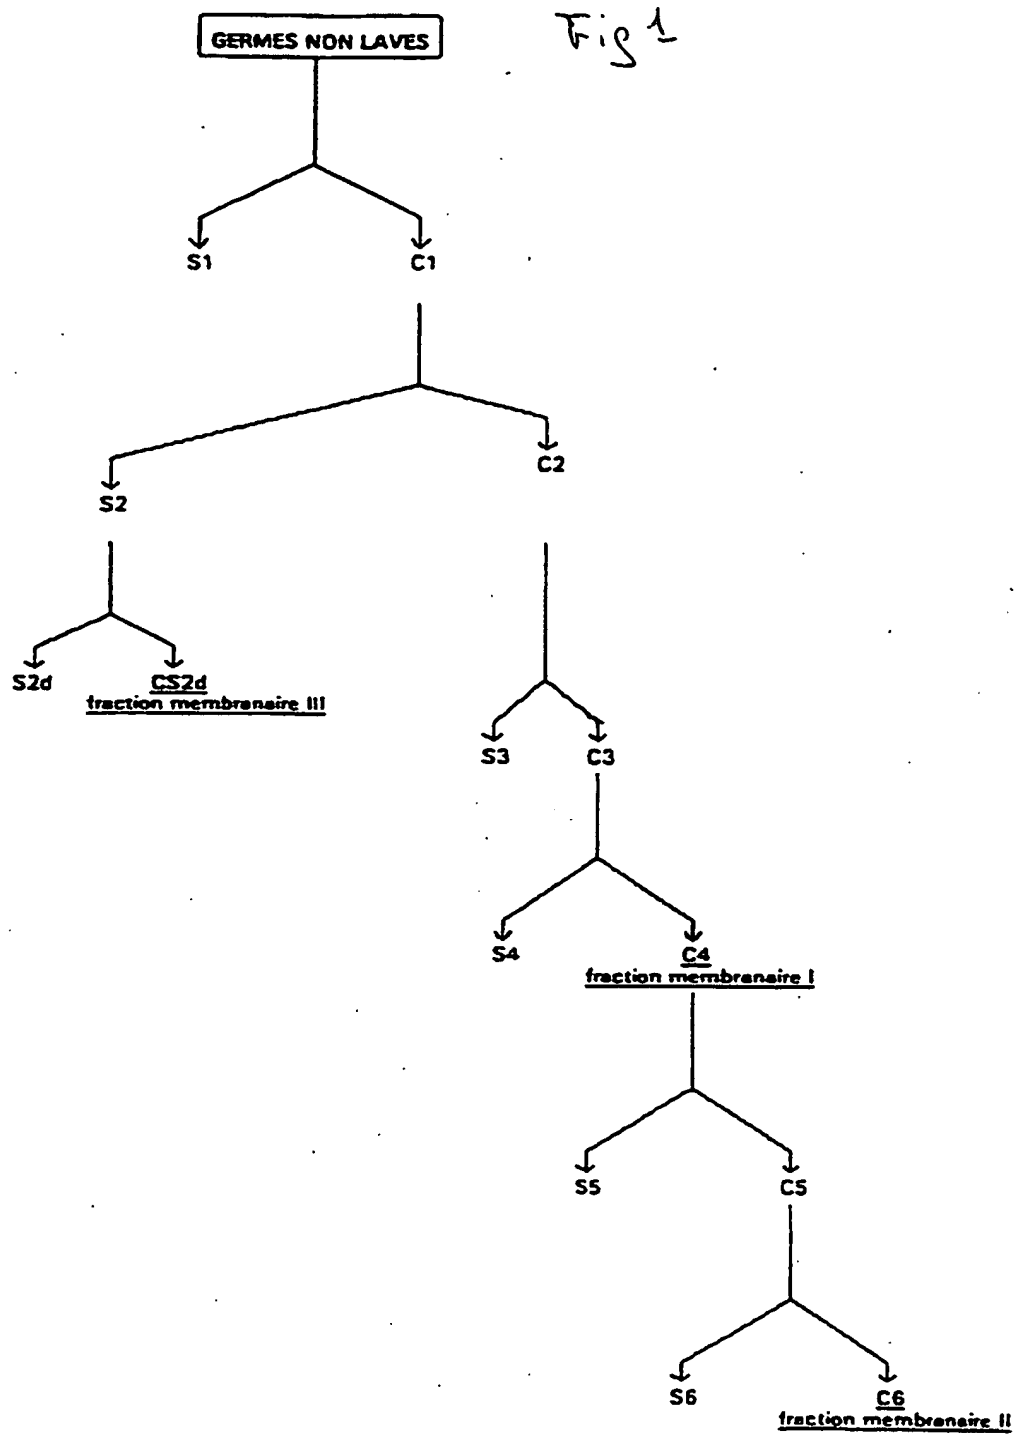 GERMES NON LAVES
Fig 1
S1
C1
C2
S2
S2d
CS2d
fraction membranaire III
S3
C3
S4
C4
fraction membranaire I
S5
C5
S6
C6
fraction membranaire II